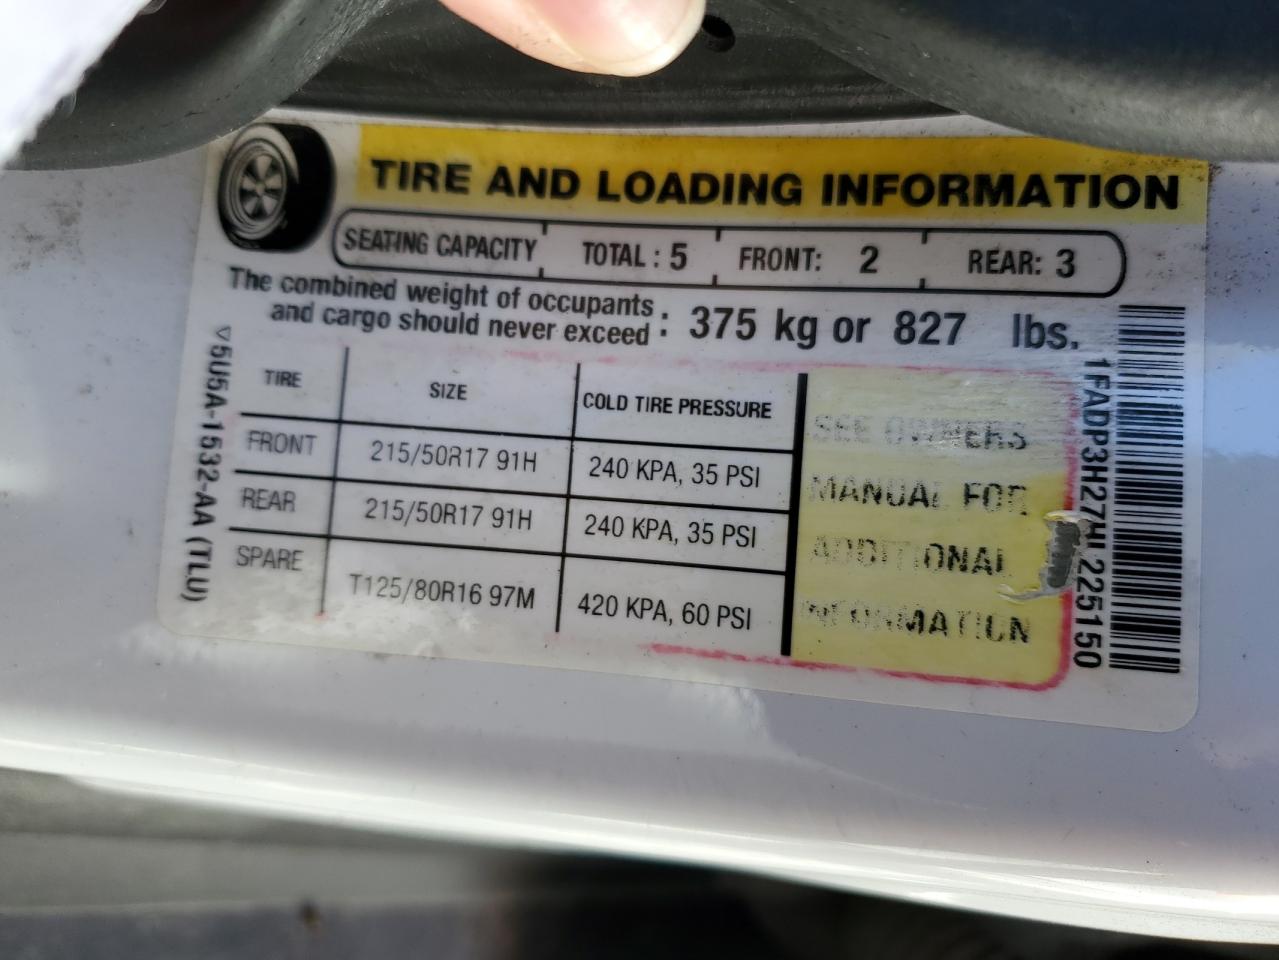 TIRE AND LOADING INFORMATION
SEATING CAPACITY TOTAL : 5 FRONT: 2 REAR: 3
The combined weight of occupants
and cargo should never exceed : 375 kg or 827 lbs.
TIRE SIZE COLD TIRE PRESSURE
FRONT 215/50R17 91H 240 KPA, 35 PSI
REAR 215/50R17 91H 240 KPA, 35 PSI
SPARE T125/80R16 97M 420 KPA, 60 PSI
SEE OWNERS
MANUAL FOR
ADDITIONAL
INFORMATION
5U5A-1532-AA (TLU)
1FADP3H27HL225150